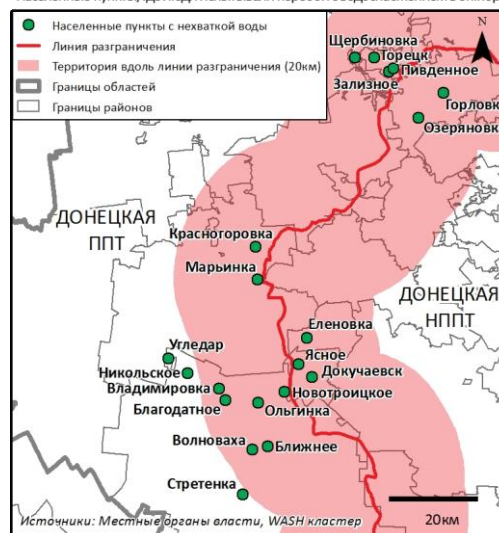 Населенные пункты с нехваткой воды
Линия разграничения
Территория вдоль линии разграничения (20км)
Границы областей
Границы районов
N
Щербиновка
Торецк
Пивденное
Зализное
Горловк
Озеряновк
ДОНЕЦКАЯ
ППТ
Красногоровка
Марьинка
ДОНЕЦКАЯ
НППТ
Еленовка
Угледар
Ясное
Никольское
Докучаевск
Владимировка
Новотроицкое
Благодатное
Ольгинка
Волноваха
Ближнее
Стретенка
20км
Источники: Местные органы власти, WASH кластер